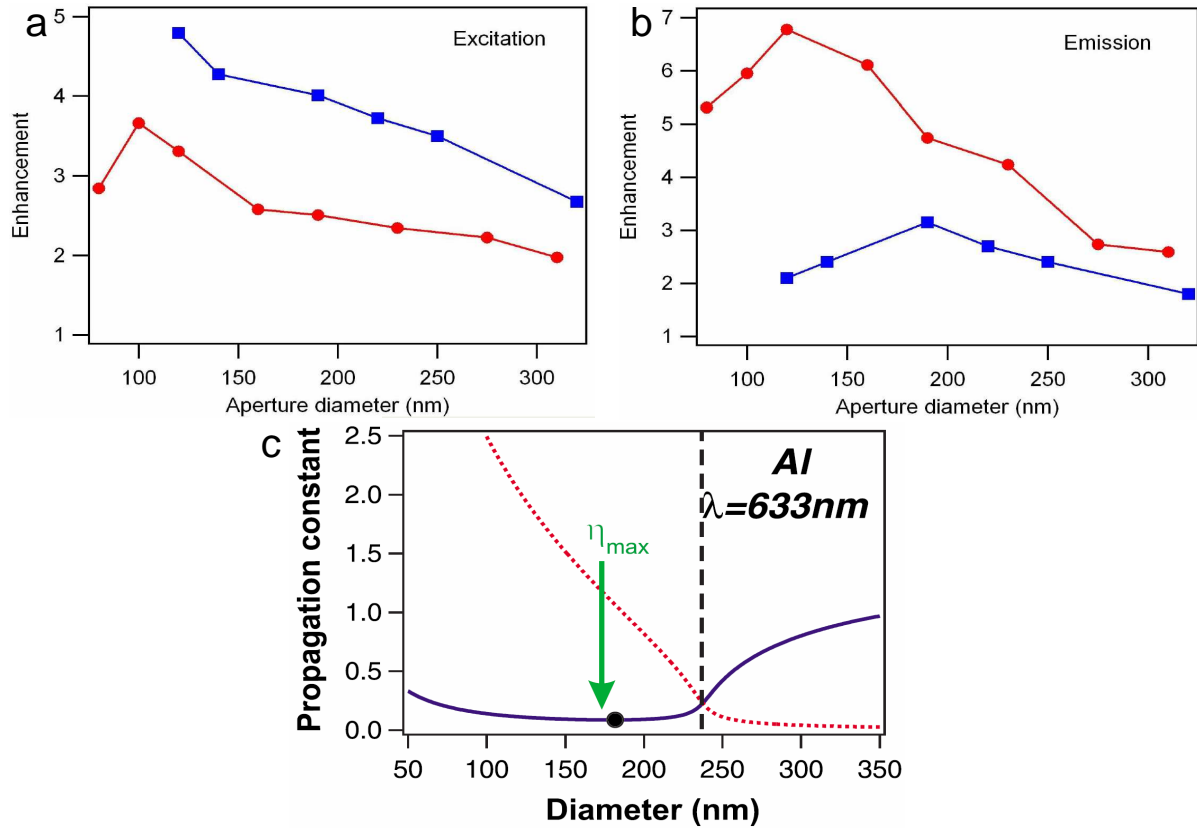 a
Excitation
Enhancement
5
4
3
2
1
100 150 200 250 300
Aperture diameter (nm)
b
Emission
Enhancement
7
6
5
4
3
2
1
100 150 200 250 300
Aperture diameter (nm)
c
Al
λ=633nm
ηmax
Propagation constant
2.5
2.0
1.5
1.0
0.5
0.0
50 100 150 200 250 300 350
Diameter (nm)